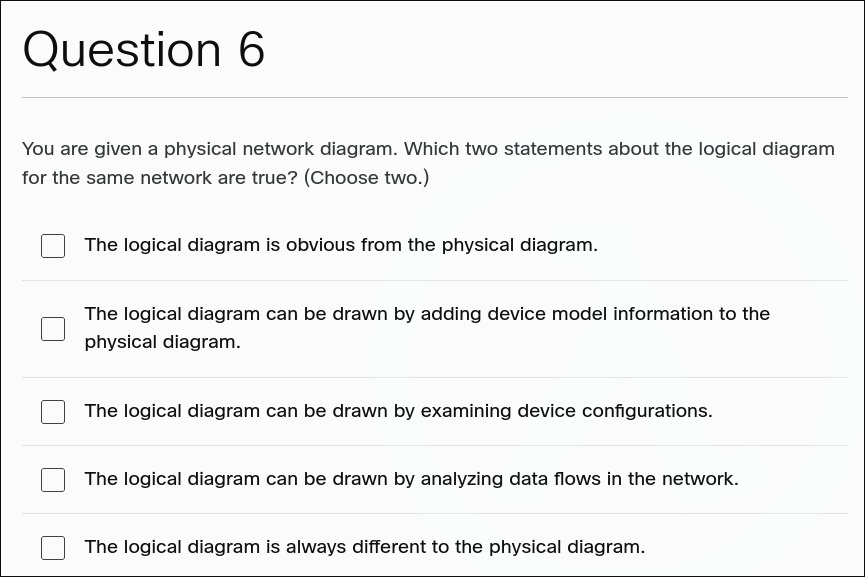 Question 6
You are given a physical network diagram. Which two statements about the logical diagram
for the same network are true? (Choose two.)
The logical diagram is obvious from the physical diagram.
The logical diagram can be drawn by adding device model information to the
physical diagram.
The logical diagram can be drawn by examining device configurations.
The logical diagram can be drawn by analyzing data flows in the network.
The logical diagram is always different to the physical diagram.